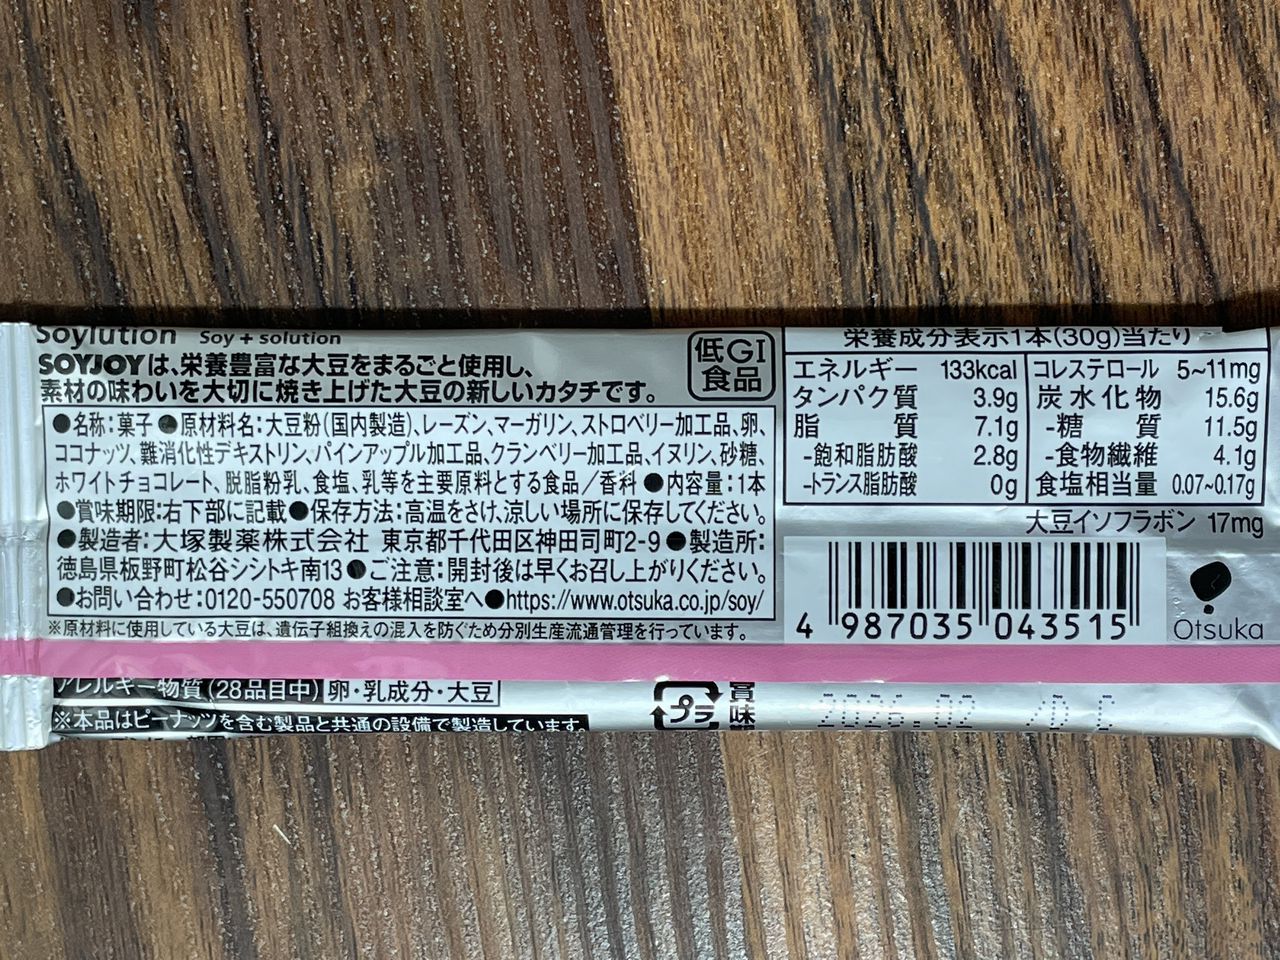 Soylution Soy + solution
SOYJOYは、栄養豊富な大豆をまるごと使用し、
素材の味わいを大切に焼き上げた大豆の新しいカタチです。
低GI
食品
●名称:菓子 ●原材料名:大豆粉(国内製造)、レーズン、マーガリン、ストロベリー加工品、卵、
ココナッツ、難消化性デキストリン、パインアップル加工品、クランベリー加工品、イヌリン、砂糖、
ホワイトチョコレート、脱脂粉乳、食塩、乳等を主要原料とする食品/香料 ●内容量:1本
●賞味期限:右下部に記載●保存方法:高温をさけ、涼しい場所に保存してください。
●製造者:大塚製薬株式会社 東京都千代田区神田司町2-9 ●製造所:
徳島県板野町松谷シシトキ南13●ご注意:開封後は早くお召し上がりください。
●お問い合わせ:0120-550708 お客様相談室へ●https://www.otsuka.co.jp/soy/
※原材料に使用している大豆は、遺伝子組換えの混入を防ぐため分別生産流通管理を行っています。
栄養成分表示1本(30g)当たり
エネルギー 133kcal コレステロール 5~11mg
タンパク質 3.9g 炭水化物 15.6g
脂質 7.1g -糖質 11.5g
-飽和脂肪酸 2.8g -食物繊維 4.1g
-トランス脂肪酸 0g 食塩相当量 0.07~0.17g
大豆イソフラボン 17mg
4 987035 043515
Otsuka
アレルギー物質(28品目中) 卵・乳成分・大豆
※本品はピーナッツを含む製品と共通の設備で製造しています。
プラ
賞味
2026.02